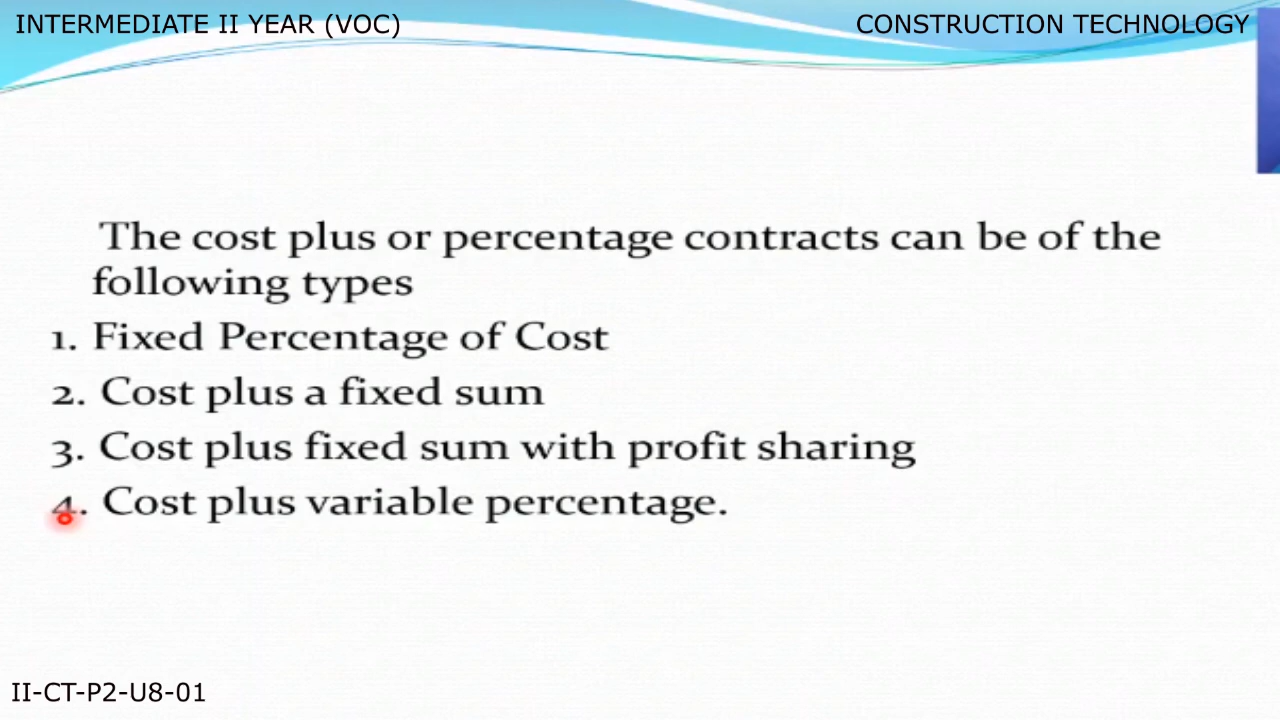 INTERMEDIATE II YEAR (VOC)
CONSTRUCTION TECHNOLOGY
The cost plus or percentage contracts can be of the
following types
1. Fixed Percentage of Cost
2. Cost plus a fixed sum
3. Cost plus fixed sum with profit sharing
4. Cost plus variable percentage.
II-CT-P2-U8-01